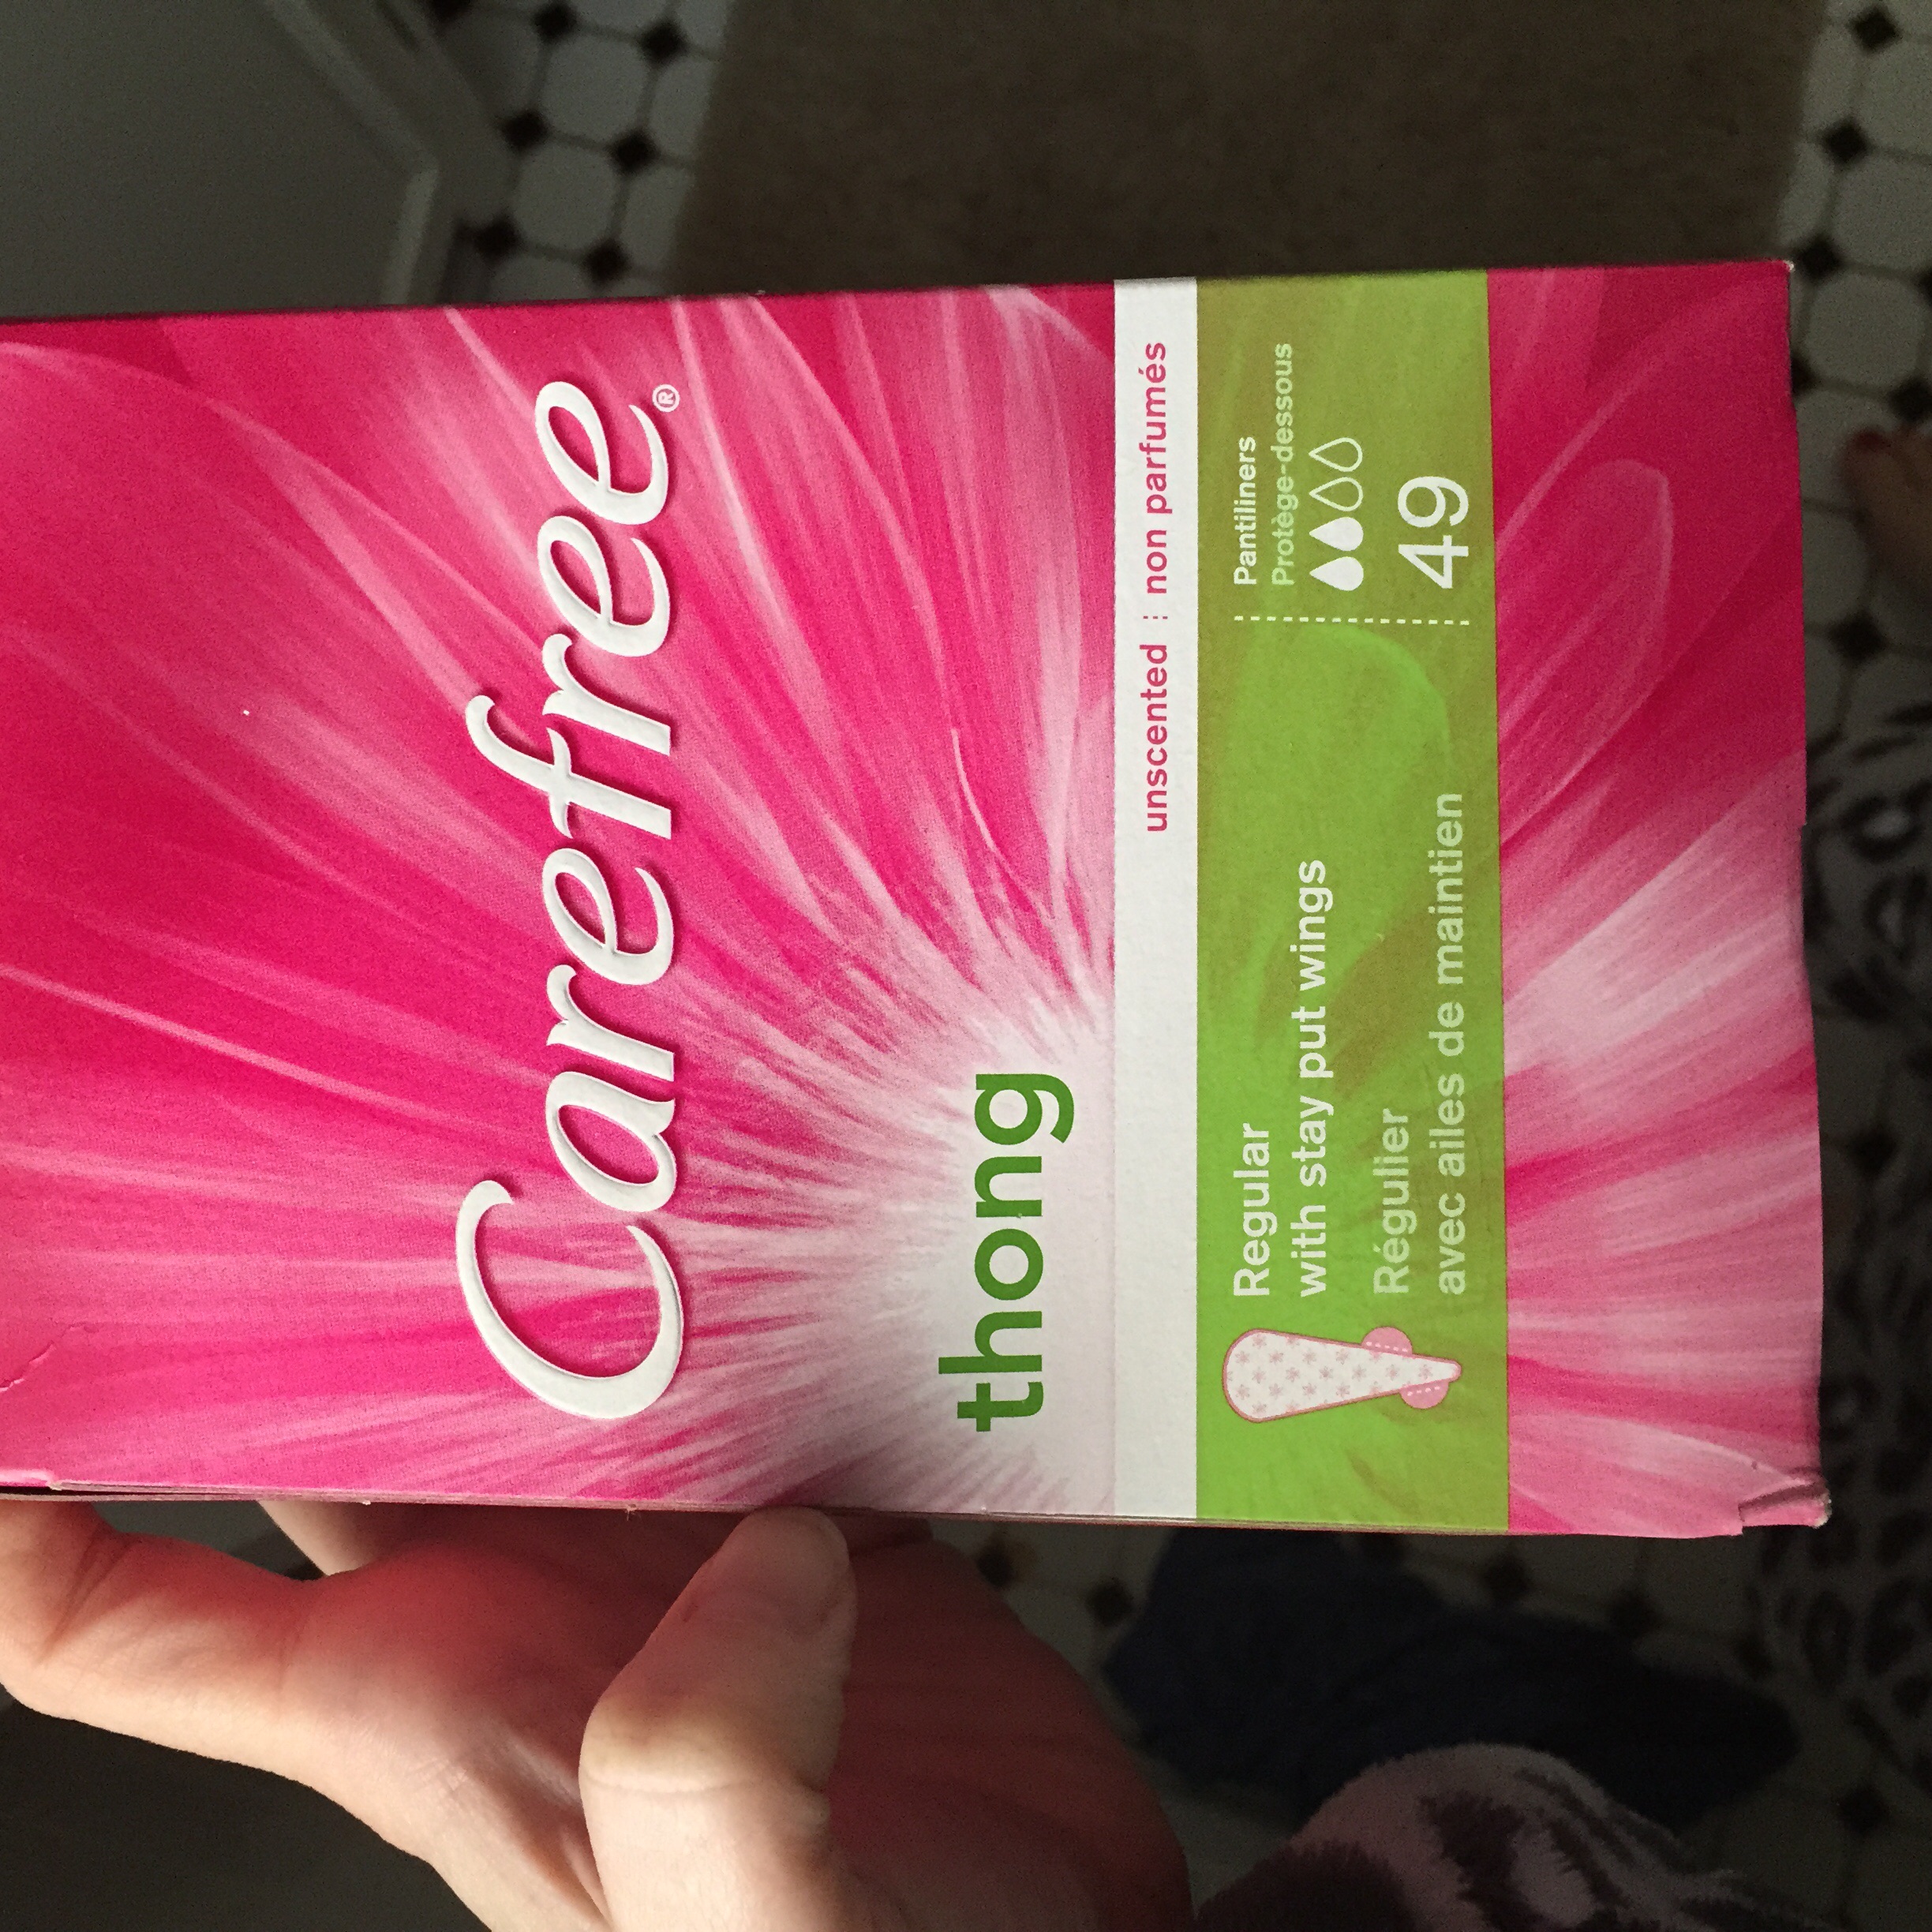 Carefree®
thong
unscented ⁞ non parfumés
Regular
with stay put wings
Régulier
avec ailes de maintien
Pantiliners
Protège-dessous
49